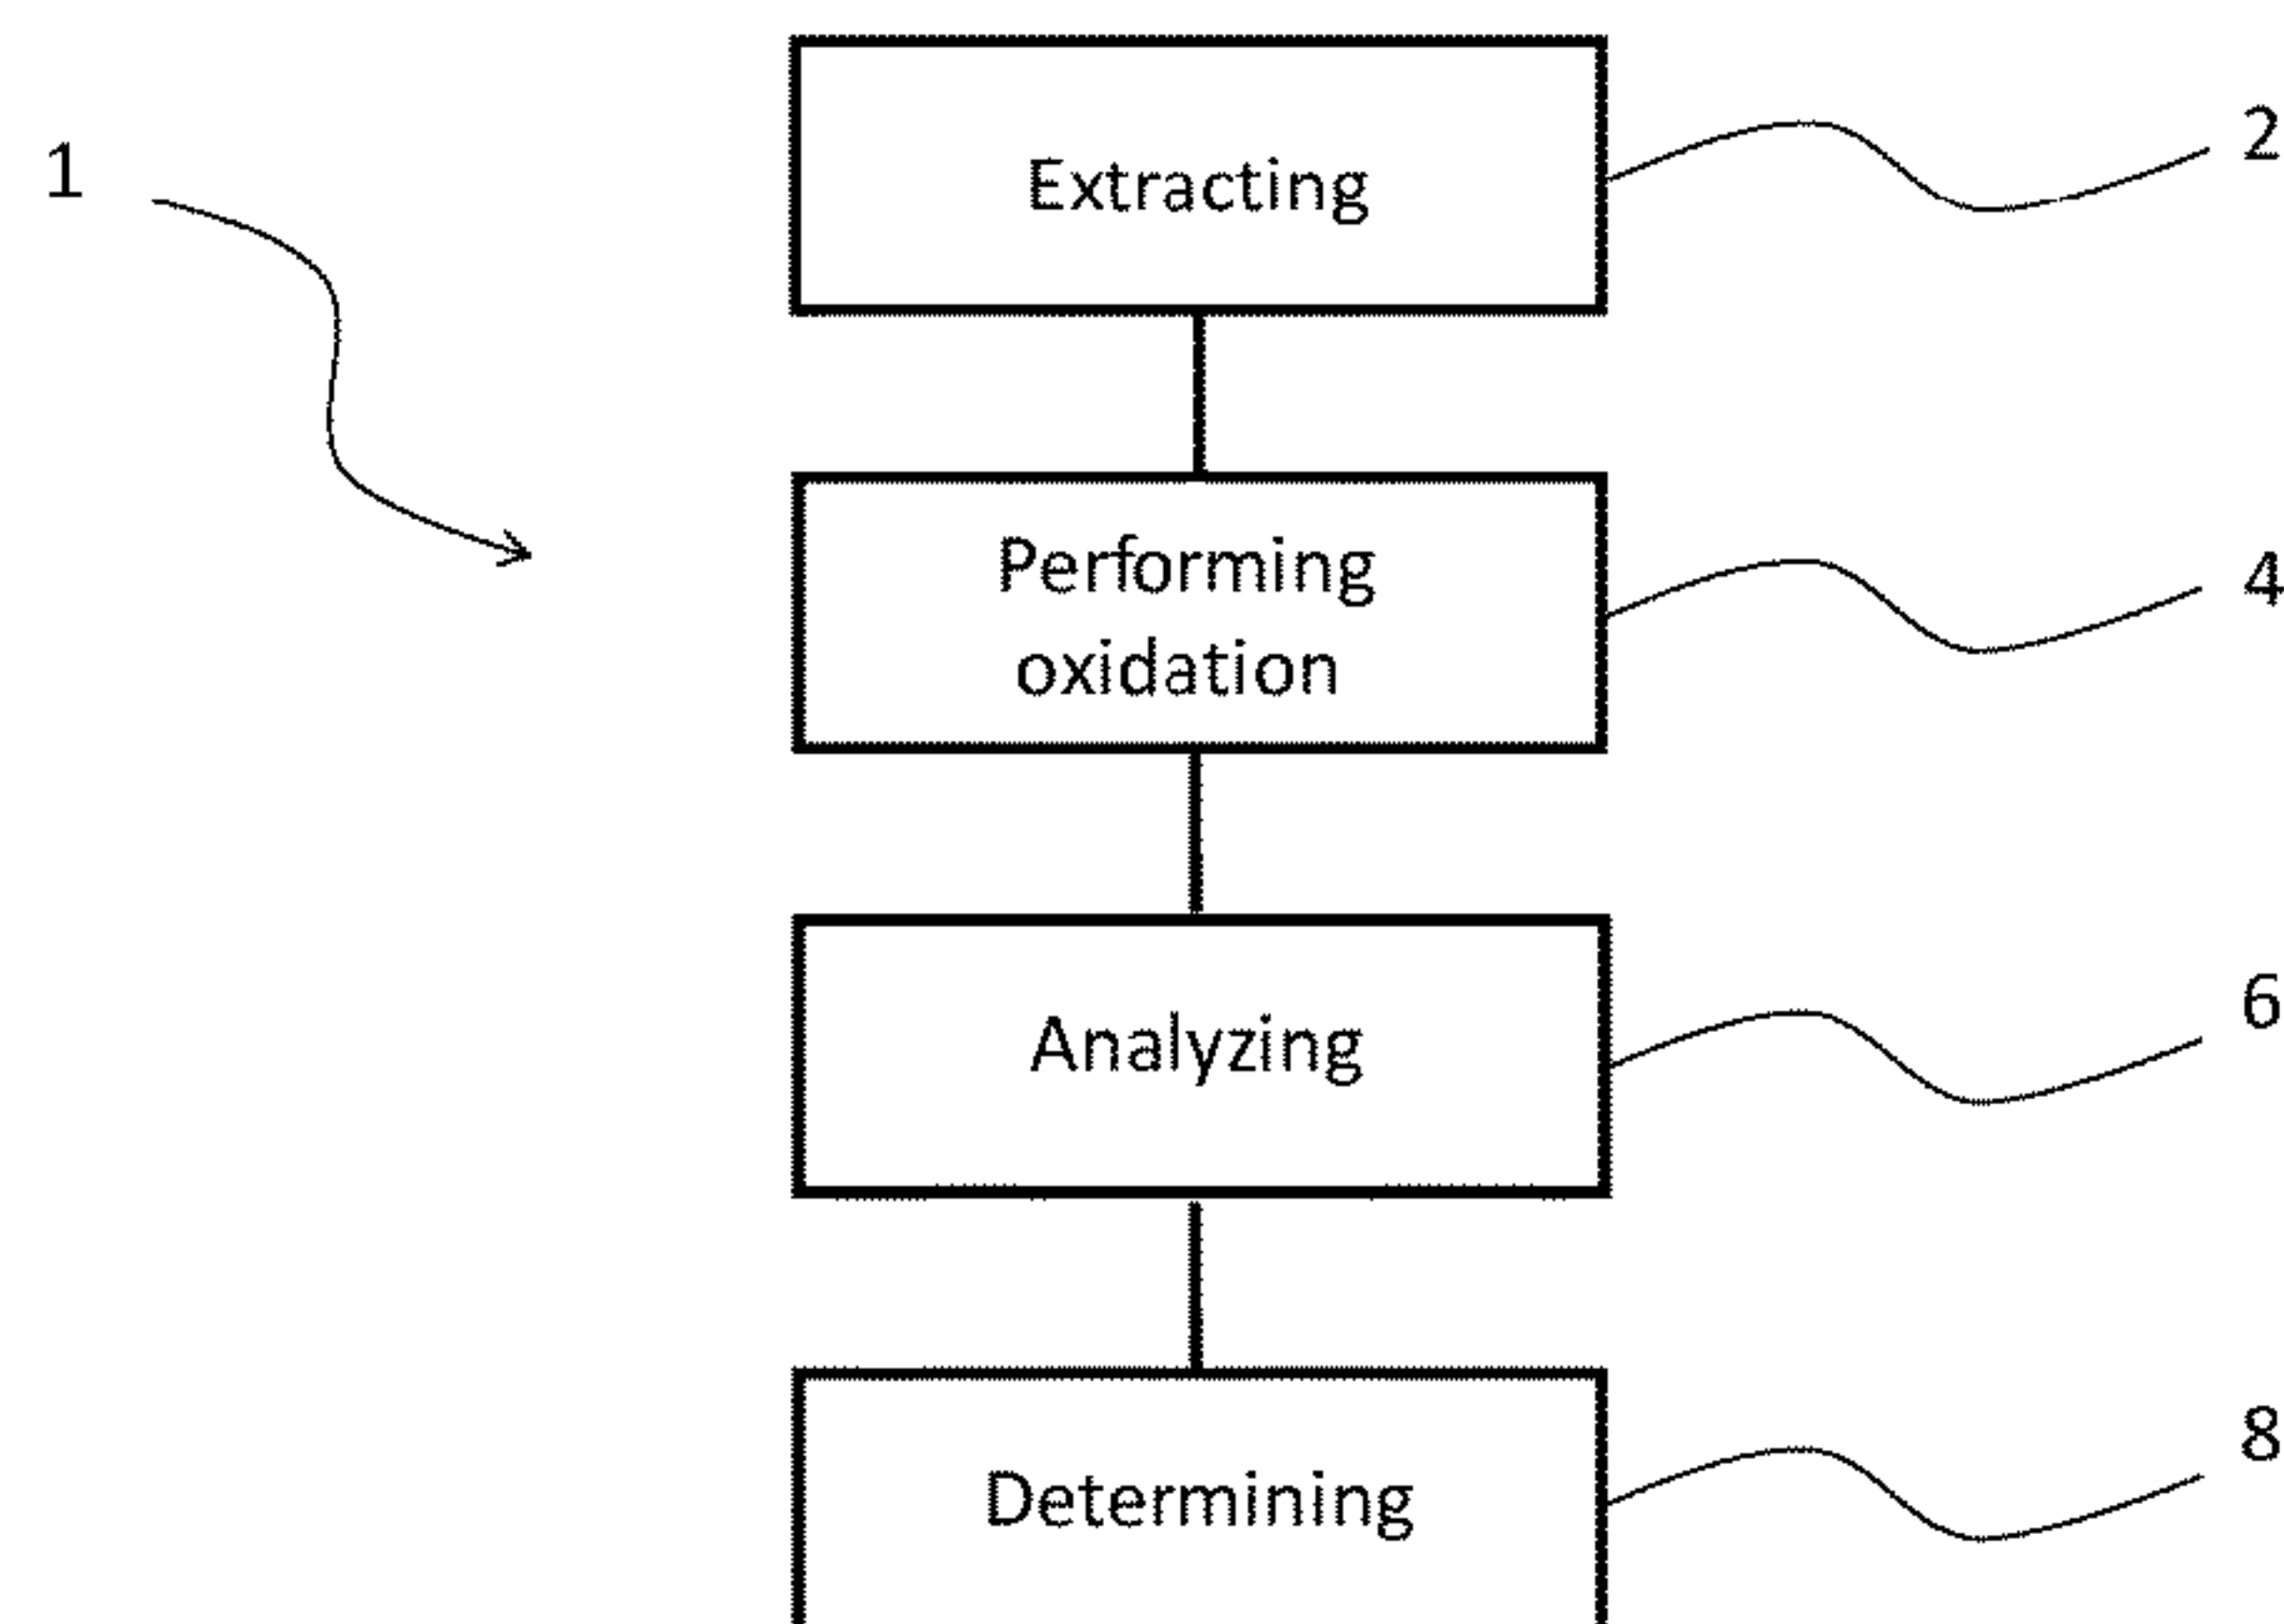 1
Extracting
2
Performing
oxidation
4
Analyzing
6
Determining
8